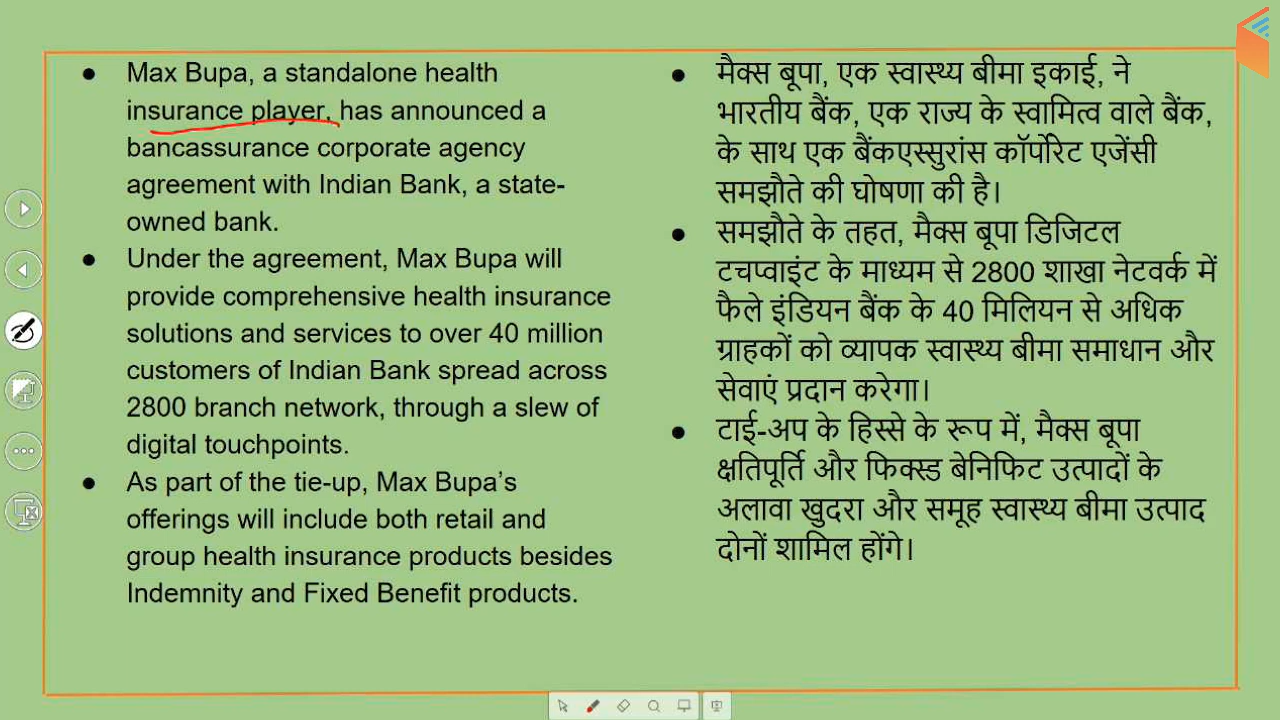 ● Max Bupa, a standalone health
insurance player, has announced a
bancassurance corporate agency
agreement with Indian Bank, a state-
owned bank.
● Under the agreement, Max Bupa will
provide comprehensive health insurance
solutions and services to over 40 million
customers of Indian Bank spread across
2800 branch network, through a slew of
digital touchpoints.
● As part of the tie-up, Max Bupa’s
offerings will include both retail and
group health insurance products besides
Indemnity and Fixed Benefit products.
● मैक्स बूपा, एक स्वास्थ्य बीमा इकाई, ने
भारतीय बैंक, एक राज्य के स्वामित्व वाले बैंक,
के साथ एक बैंकएस्सुरांस कॉर्पोरेट एजेंसी
समझौते की घोषणा की है।
● समझौते के तहत, मैक्स बूपा डिजिटल
टचप्वाइंट के माध्यम से 2800 शाखा नेटवर्क में
फैले इंडियन बैंक के 40 मिलियन से अधिक
ग्राहकों को व्यापक स्वास्थ्य बीमा समाधान और
सेवाएं प्रदान करेगा।
● टाई-अप के हिस्से के रूप में, मैक्स बूपा
क्षतिपूर्ति और फिक्स्ड बेनिफिट उत्पादों के
अलावा खुदरा और समूह स्वास्थ्य बीमा उत्पाद
दोनों शामिल होंगे।